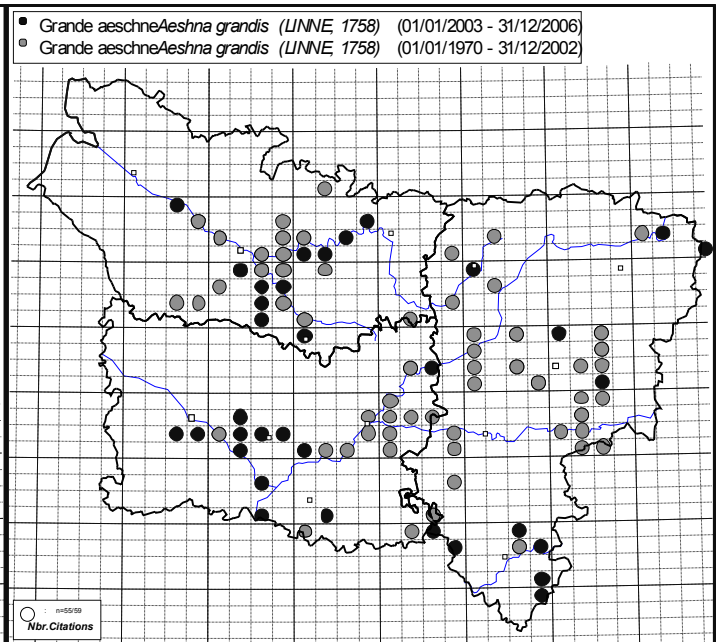 Grande aeschneAeshna grandis (LINNE, 1758) (01/01/2003 - 31/12/2006)
Grande aeschneAeshna grandis (LINNE, 1758) (01/01/1970 - 31/12/2002)
: n=55/59
Nbr.Citations